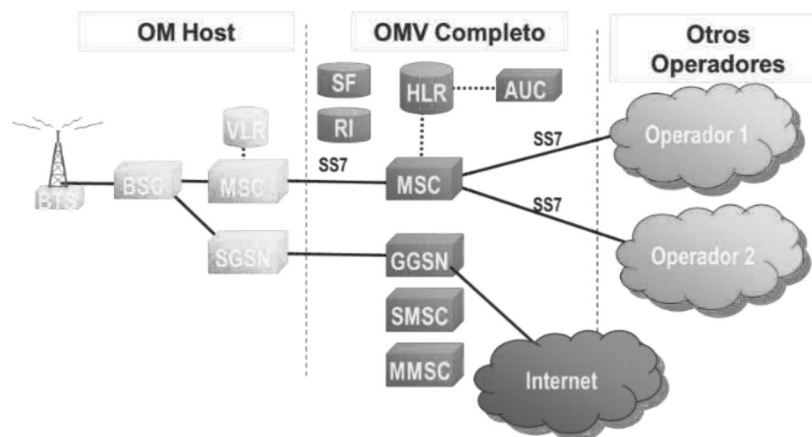 OM Host
OMV Completo
Otros
Operadores
SF
HLR
AUC
VLR
RI
SS7
Operador 1
BTS
BSC
MSC
SS7
MSC
SS7
SGSN
GGSN
Operador 2
SMSC
MMSC
Internet